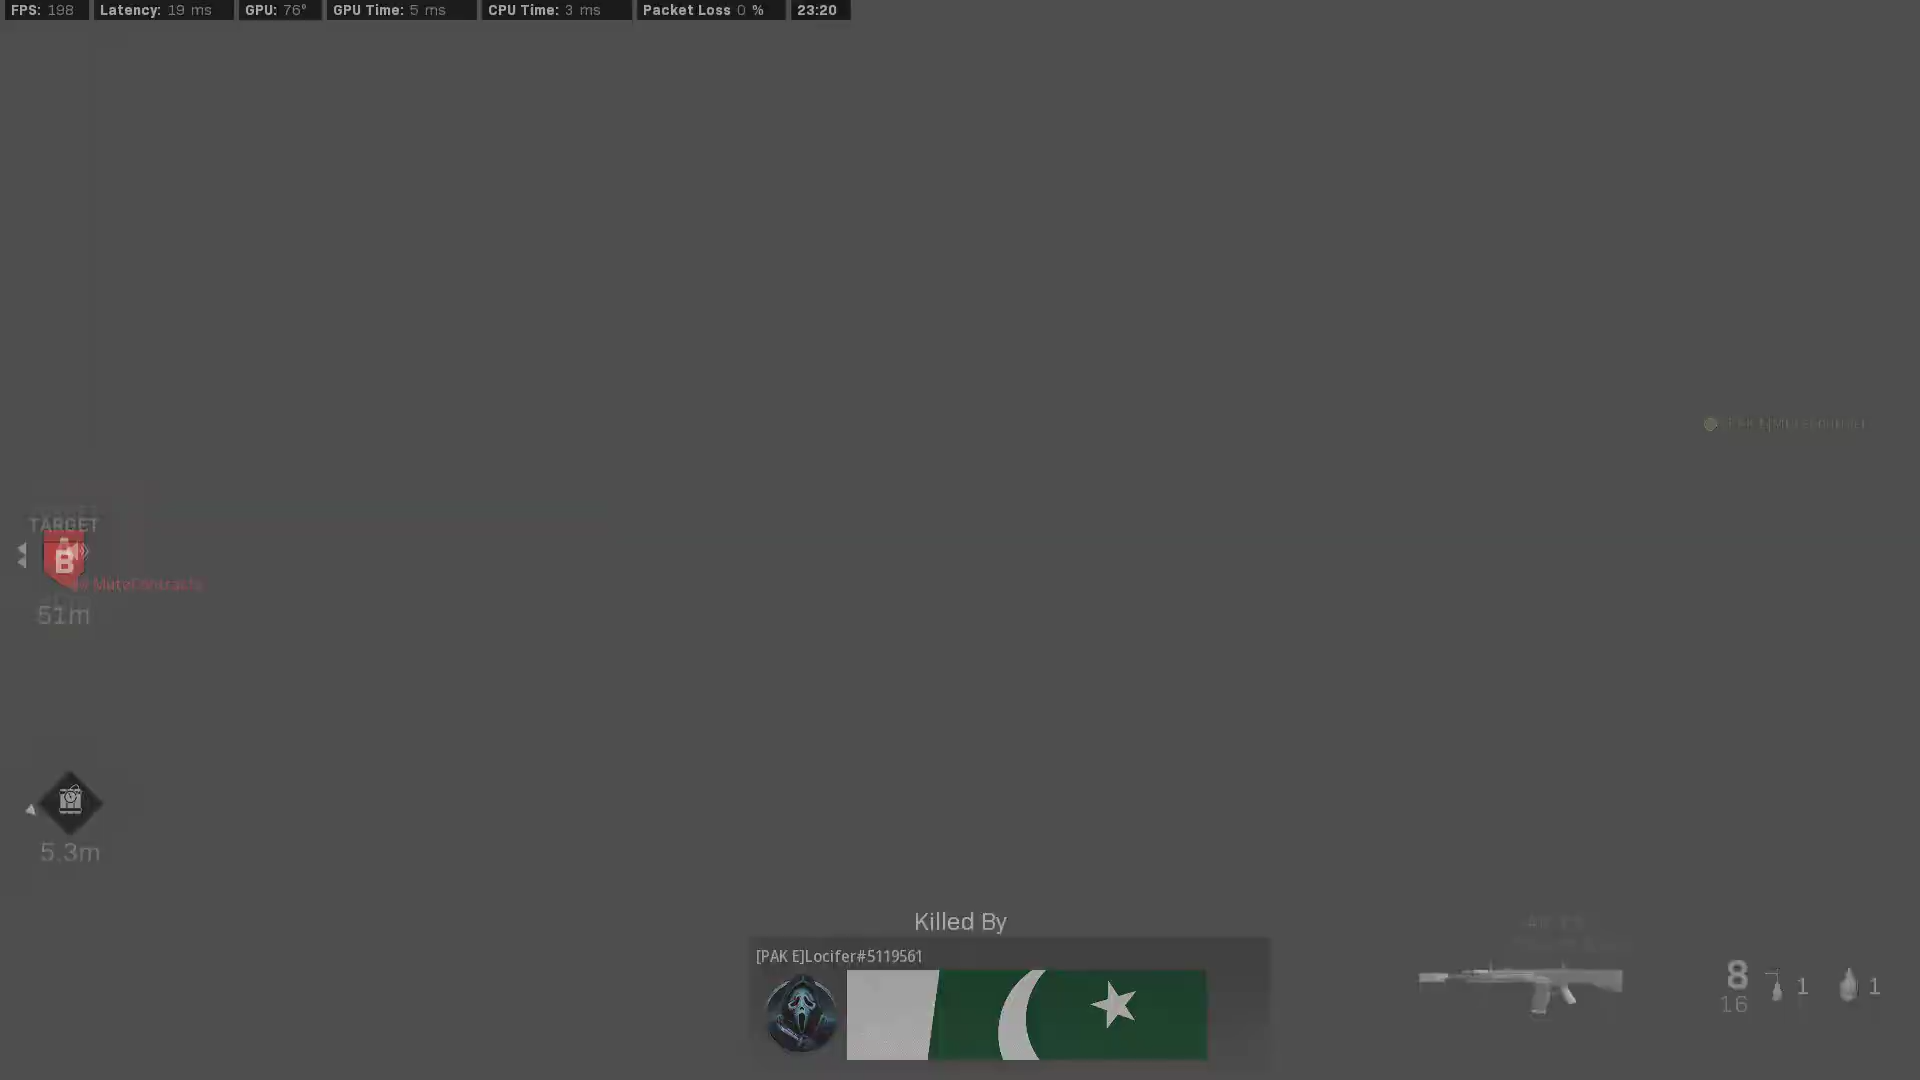 FPS: 198 Latency: 19 ms GPU: 76° GPU Time: 5 ms CPU Time: 3 ms Packet Loss 0 % 23:20
TARGET
B
51m
5.3m
Killed By
[PAK E]Locifer#5119561
8
16
1
1